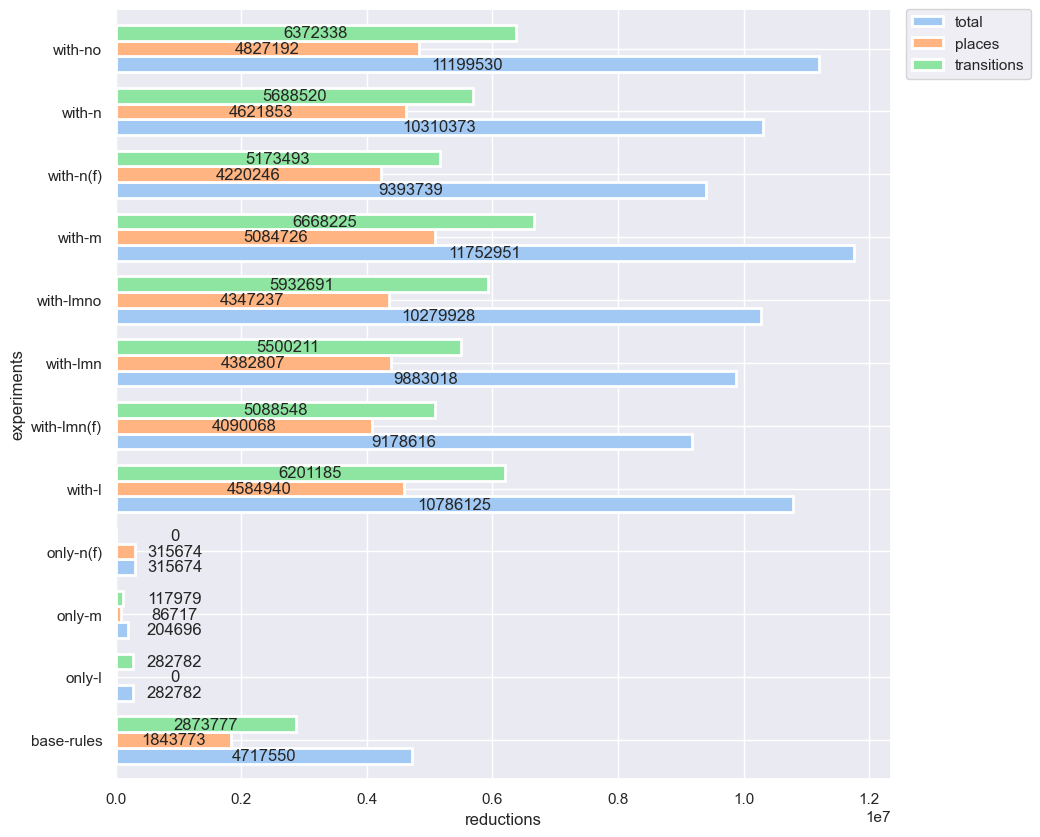 total
places
transitions
experiments
with-no
6372338
4827192
11199530
with-n
5688520
4621853
10310373
with-n(f)
5173493
4220246
9393739
with-m
6668225
5084726
11752951
with-lmno
5932691
4347237
10279928
with-lmn
5500211
4382807
9883018
with-lmn(f)
5088548
4090068
9178616
with-l
6201185
4584940
10786125
only-n(f)
0
315674
315674
only-m
117979
86717
204696
only-l
282782
0
282782
base-rules
2873777
1843773
4717550
0.0 0.2 0.4 0.6 0.8 1.0 1.2
1e7
reductions